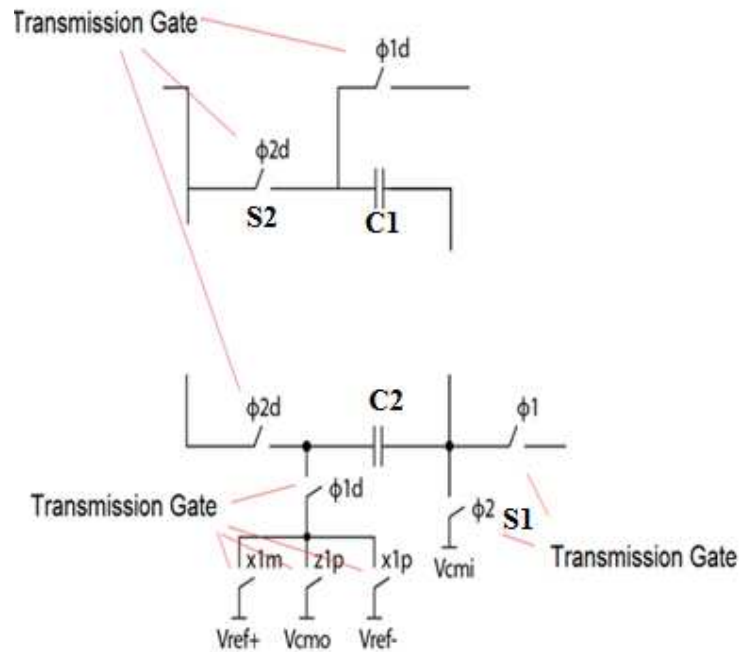 Transmission Gate
ϕ1d
ϕ2d
S2
C1
C2
ϕ2d
ϕ1
ϕ1d
Transmission Gate
ϕ2
S1
x1m
z1p
x1p
Vcmi
Transmission Gate
Vref+
Vcmo
Vref-